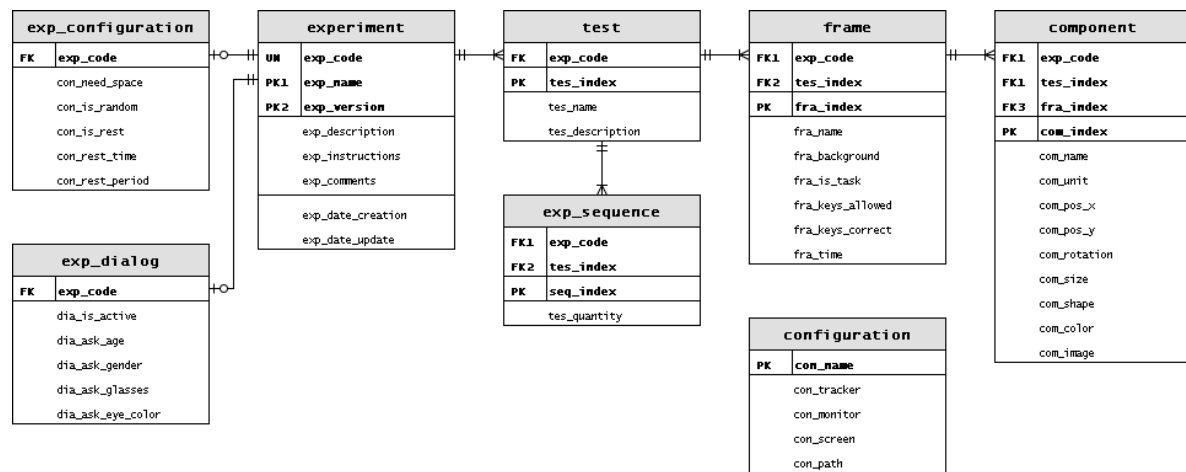 exp_configuration
FK exp_code
con_need_space
con_is_random
con_is_rest
con_rest_time
con_rest_period
exp_dialog
FK exp_code
dia_is_active
dia_ask_age
dia_ask_gender
dia_ask_glasses
dia_ask_eye_color
experiment
UN exp_code
PK1 exp_name
PK2 exp_version
exp_description
exp_instructions
exp_comments
exp_date_creation
exp_date_update
test
FK exp_code
PK tes_index
tes_name
tes_description
exp_sequence
FK1 exp_code
FK2 tes_index
PK seq_index
tes_quantity
frame
FK1 exp_code
FK2 tes_index
PK fra_index
fra_name
fra_background
fra_is_task
fra_keys_allowed
fra_keys_correct
fra_time
configuration
PK con_name
con_tracker
con_monitor
con_screen
con_path
component
FK1 exp_code
FK1 tes_index
FK3 fra_index
PK com_index
com_name
com_unit
com_pos_x
com_pos_y
com_rotation
com_size
com_shape
com_color
com_image